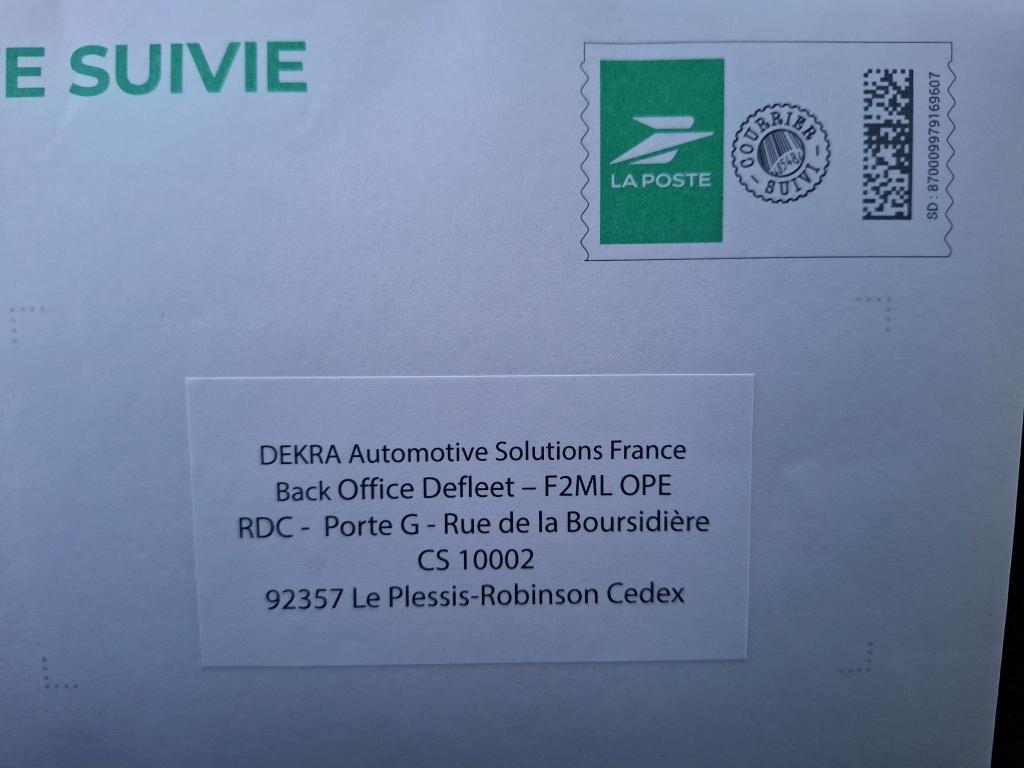 E SUIVIE
LA POSTE
COURRIER
SUIVI
SD : 870009979169607
DEKRA Automotive Solutions France
Back Office Defleet – F2ML OPE
RDC - Porte G - Rue de la Boursidière
CS 10002
92357 Le Plessis-Robinson Cedex